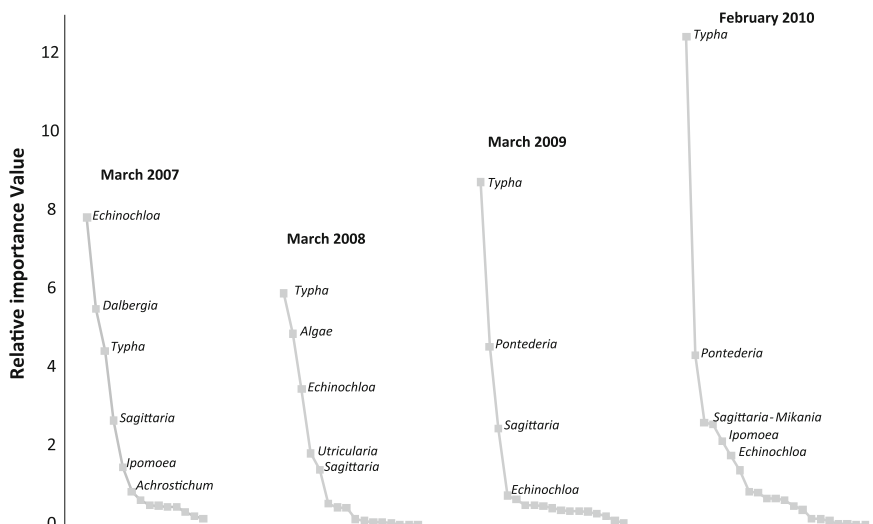 Relative importance Value
12
10
8
6
4
2
0
March 2007
Echinochloa
Dalbergia
Typha
Sagittaria
Ipomoea
Achrostichum
March 2008
Typha
Algae
Echinochloa
Utricularia
Sagittaria
March 2009
Typha
Pontederia
Sagittaria
Echinochloa
February 2010
Typha
Pontederia
Sagittaria-Mikania
Ipomoea
Echinochloa